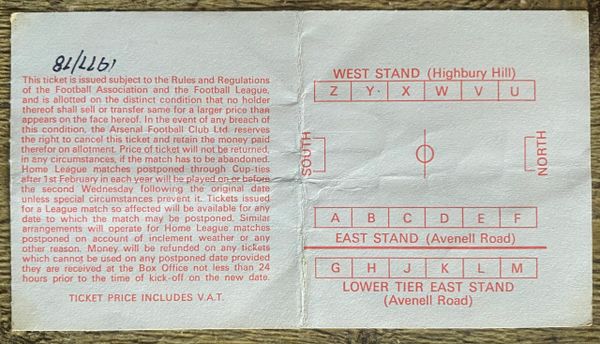 1977/78
This ticket is issued subject to the Rules and Regulations
of the Football Association and the Football League,
and is allotted on the distinct condition that no holder
thereof shall sell or transfer same for a larger price than
appears on the face hereof. In the event of any breach of
this condition, the Arsenal Football Club Ltd. reserves
the right to cancel this ticket and retain the money paid
therefor on allotment. Price of ticket will not be returned,
in any circumstances, if the match has to be abandoned.
Home League matches postponed through Cup-ties
after 1st February in each year will be played on or before
the second Wednesday following the original date
unless special circumstances prevent it. Tickets issued
for a League match so affected will be available for any
date to which the match may be postponed. Similar
arrangements will operate for Home League matches
postponed on account of inclement weather or any
other reason. Money will be refunded on any tickets
which cannot be used on any postponed date provided
they are received at the Box Office not less than 24
hours prior to the time of kick-off on the new date.
TICKET PRICE INCLUDES V.A.T.
WEST STAND (Highbury Hill)
Z Y X W V U
SOUTH
NORTH
A B C D E F
EAST STAND (Avenell Road)
G H J K L M
LOWER TIER EAST STAND
(Avenell Road)